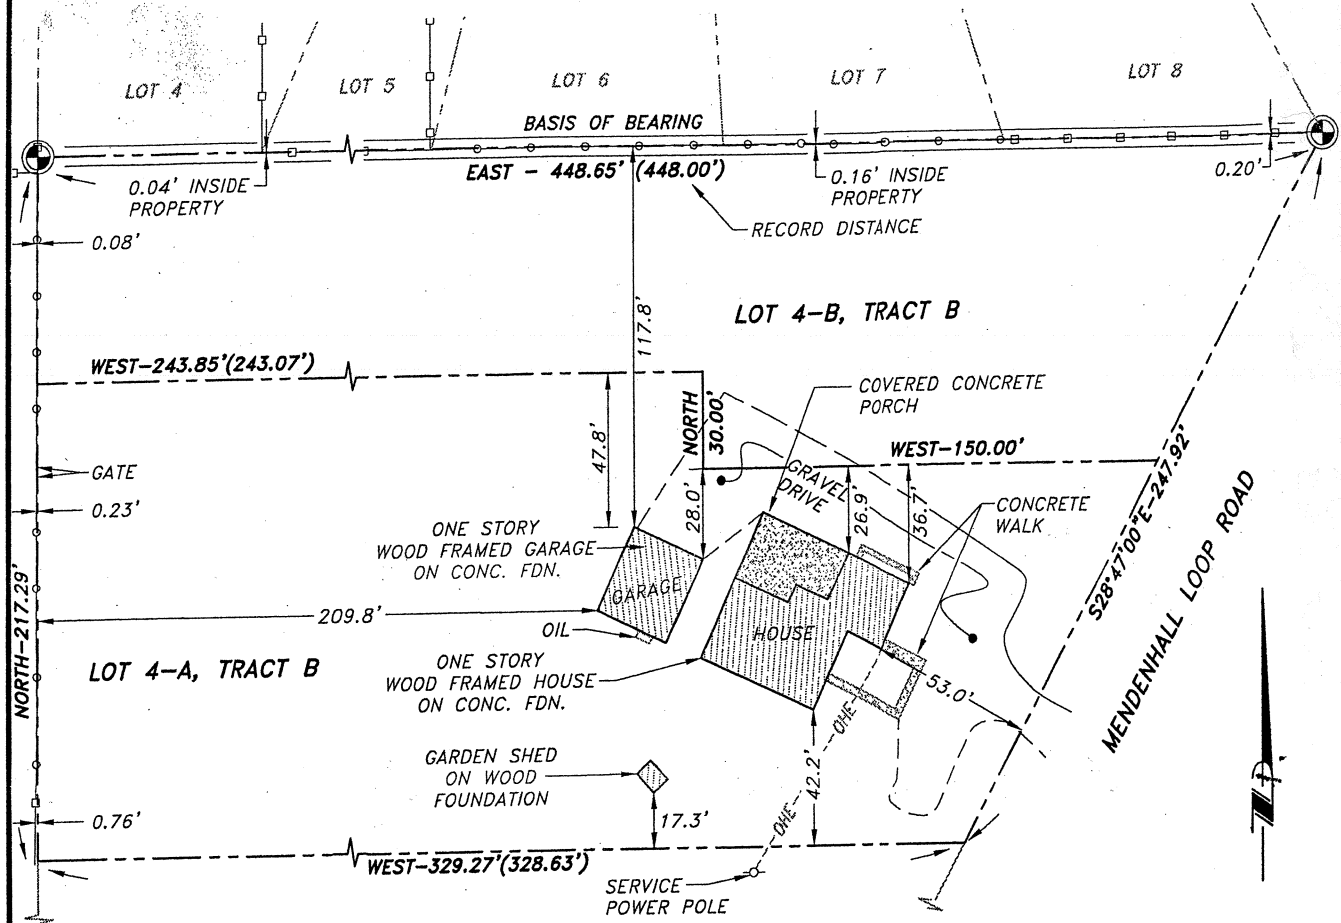 LOT 4
LOT 5
LOT 6
LOT 7
LOT 8
BASIS OF BEARING
EAST - 448.65' (448.00')
0.04' INSIDE
PROPERTY
0.16' INSIDE
PROPERTY
0.20'
RECORD DISTANCE
0.08'
117.8'
LOT 4-B, TRACT B
WEST-243.85'(243.07')
COVERED CONCRETE
PORCH
NORTH
30.00'
47.8'
WEST-150.00'
GATE
0.23'
GRAVEL
DRIVE
28.0'
26.9'
36.7'
CONCRETE
WALK
S28°47'00"E-247.92'
MENDENHALL LOOP ROAD
ONE STORY
WOOD FRAMED GARAGE
ON CONC. FDN.
GARAGE
209.8'
OIL
HOUSE
NORTH-217.29'
LOT 4-A, TRACT B
ONE STORY
WOOD FRAMED HOUSE
ON CONC. FDN.
53.0'
OHE
GARDEN SHED
ON WOOD
FOUNDATION
42.2'
17.3'
OHE
0.76'
WEST-329.27'(328.63')
SERVICE
POWER POLE